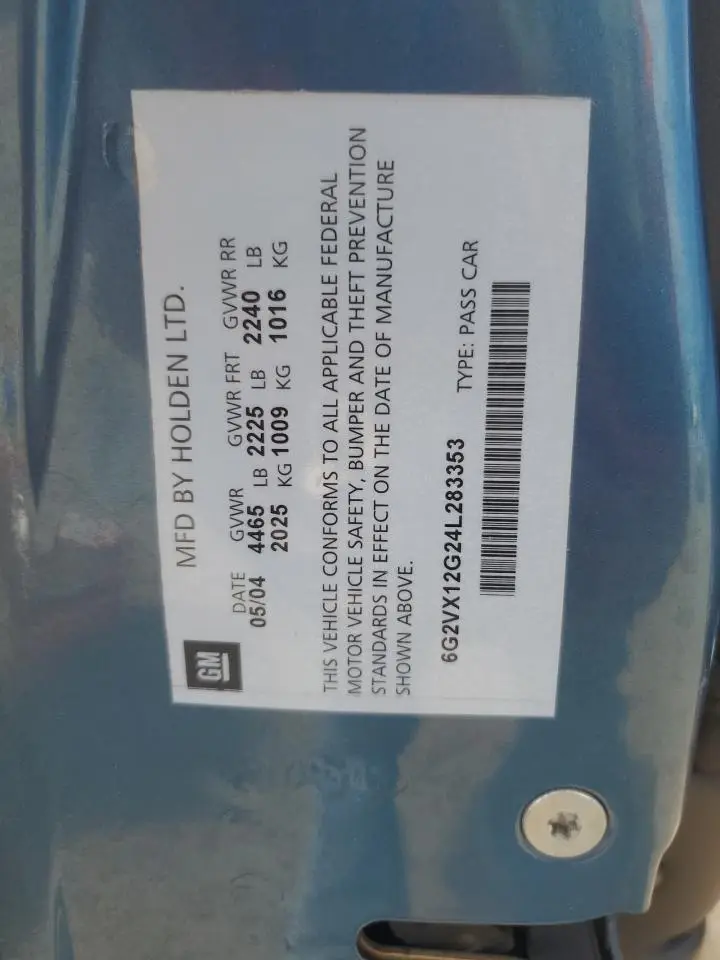 GM
MFD BY HOLDEN LTD.
DATE GVWR GVWR FRT GVWR RR
05/04 4465 LB 2225 LB 2240 LB
2025 KG 1009 KG 1016 KG
THIS VEHICLE CONFORMS TO ALL APPLICABLE FEDERAL
MOTOR VEHICLE SAFETY, BUMPER AND THEFT PREVENTION
STANDARDS IN EFFECT ON THE DATE OF MANUFACTURE
SHOWN ABOVE.
6G2VX12G24L283353 TYPE: PASS CAR